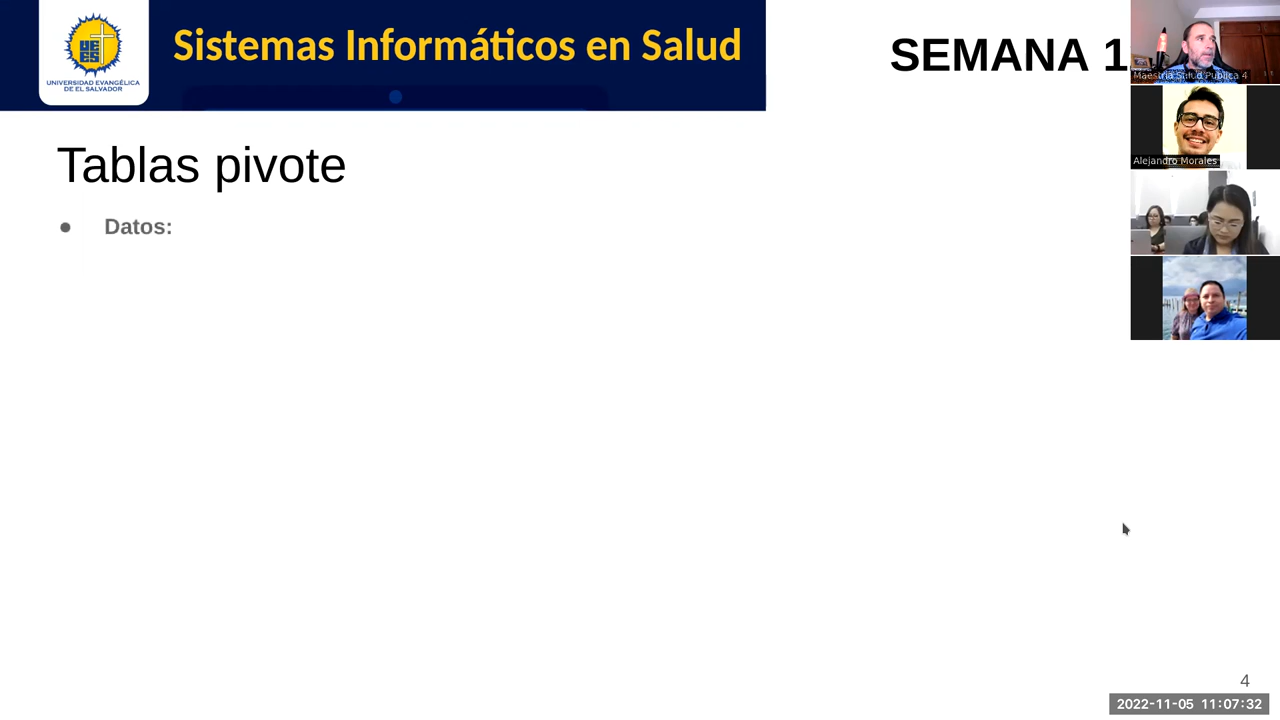 Sistemas Informáticos en Salud
SEMANA 1
UNIVERSIDAD EVANGÉLICA
DE EL SALVADOR
Maestría Salud Pública 4
Tablas pivote
Alejandro Morales
● Datos:
4
2022-11-05 11:07:32